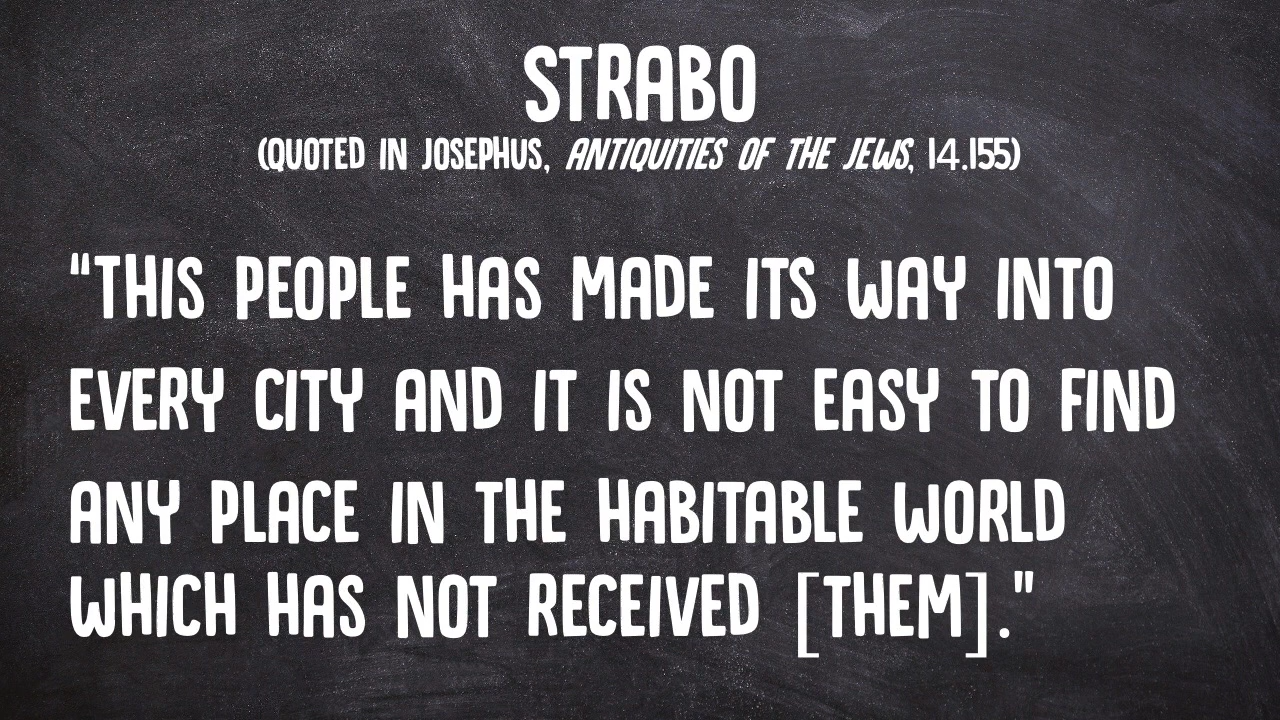 STRABO
(QUOTED IN JOSEPHUS, ANTIQUITIES OF THE JEWS, 14.155)
"THIS PEOPLE HAS MADE ITS WAY INTO
EVERY CITY AND IT IS NOT EASY TO FIND
ANY PLACE IN THE HABITABLE WORLD
WHICH HAS NOT RECEIVED [THEM]."